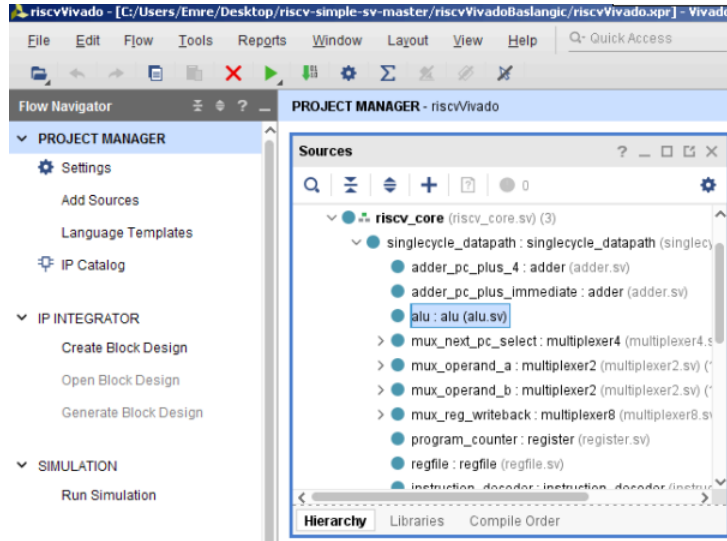 riscvVivado - [C:/Users/Emre/Desktop/riscv-simple-sv-master/riscvVivadoBaslangic/riscvVivado.xpr] - Vivado
File Edit Flow Tools Reports Window Layout View Help Q- Quick Access
Flow Navigator
PROJECT MANAGER
Settings
Add Sources
Language Templates
IP Catalog
IP INTEGRATOR
Create Block Design
Open Block Design
Generate Block Design
SIMULATION
Run Simulation
PROJECT MANAGER - riscvVivado
Sources
0
riscv_core (riscv_core.sv) (3)
singlecycle_datapath : singlecycle_datapath (singlecy
adder_pc_plus_4 : adder (adder.sv)
adder_pc_plus_immediate : adder (adder.sv)
alu : alu (alu.sv)
mux_next_pc_select : multiplexer4 (multiplexer4.s
mux_operand_a : multiplexer2 (multiplexer2.sv) (
mux_operand_b : multiplexer2 (multiplexer2.sv) (
mux_reg_writeback : multiplexer8 (multiplexer8.sv
program_counter : register (register.sv)
regfile : regfile (regfile.sv)
instruction_decoder : instruction_decoder (instruc
Hierarchy Libraries Compile Order